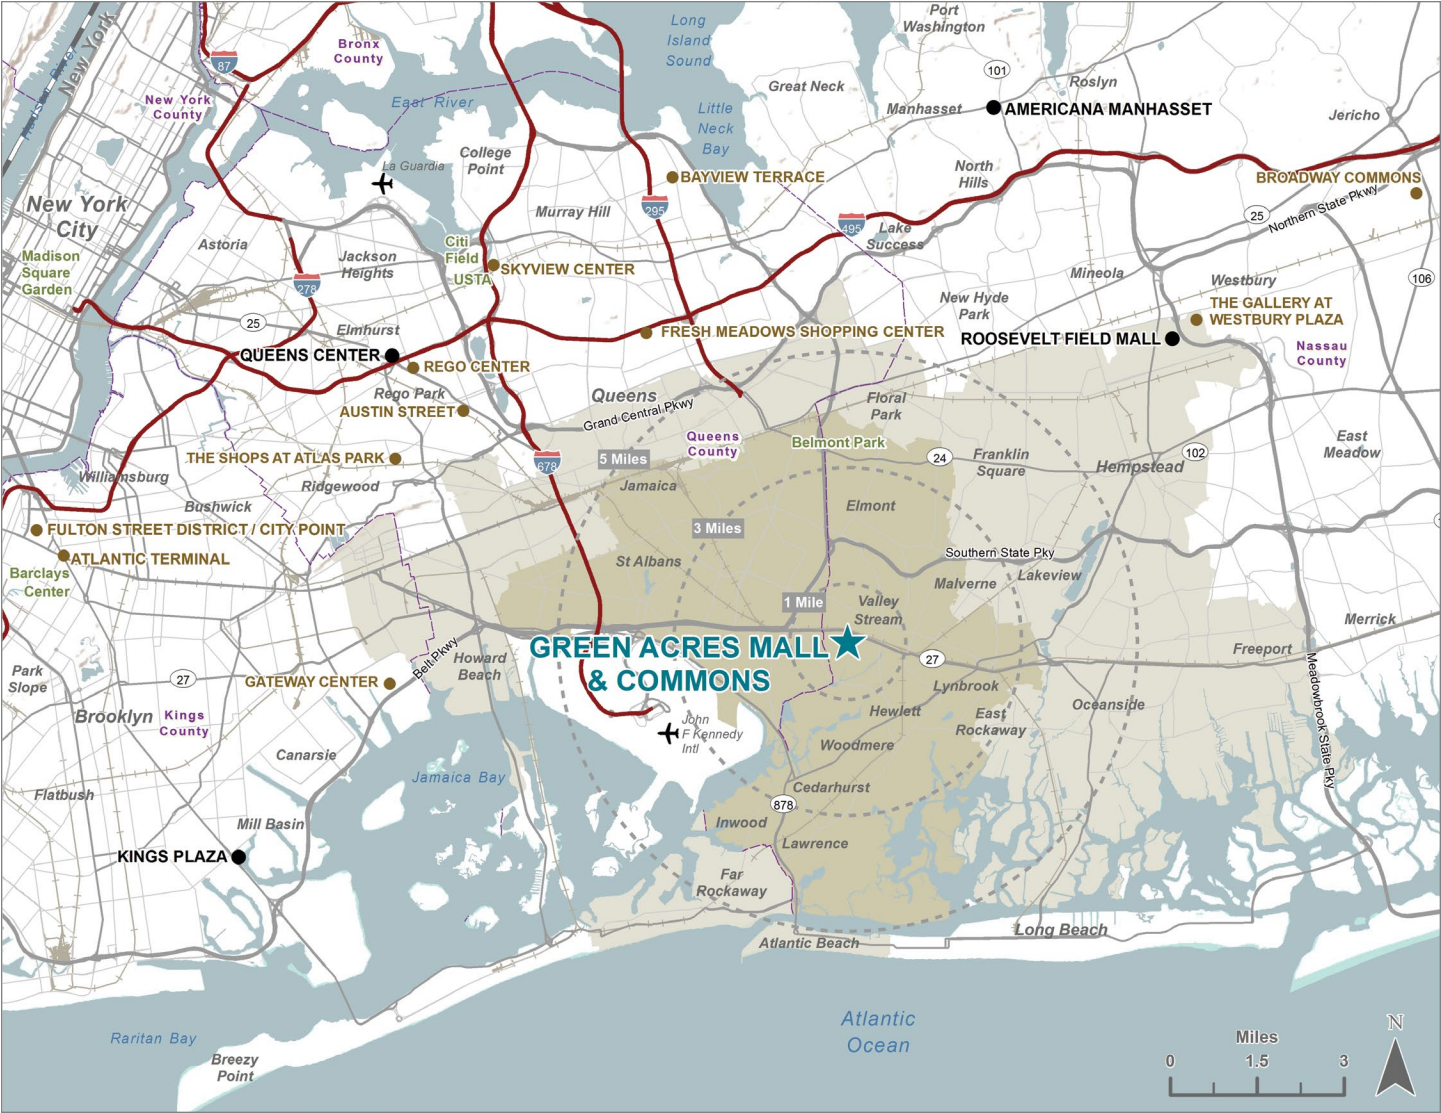 Long
Island
Sound
Port
Washington
Bronx
County
87
New York
101
Roslyn
Great Neck
New York
County
East River
Little
Neck
Bay
Manhasset
AMERICANA MANHASSET
Jericho
La Guardia
College
Point
North
Hills
BAYVIEW TERRACE
BROADWAY COMMONS
New York
City
Murray Hill
295
495
25
Northern State Pkwy
Lake
Success
Astoria
Citi
Field
USTA
Madison
Square
Garden
Jackson
Heights
SKYVIEW CENTER
Mineola
Westbury
106
278
New Hyde
Park
THE GALLERY AT
WESTBURY PLAZA
25
Elmhurst
FRESH MEADOWS SHOPPING CENTER
ROOSEVELT FIELD MALL
Nassau
County
QUEENS CENTER
REGO CENTER
Rego Park
Queens
Floral
Park
AUSTIN STREET
Grand Central Pkwy
Queens
County
Belmont Park
East
Meadow
THE SHOPS AT ATLAS PARK
678
5 Miles
24
Franklin
Square
Hempstead
102
Williamsburg
Ridgewood
Jamaica
Bushwick
Elmont
FULTON STREET DISTRICT / CITY POINT
3 Miles
ATLANTIC TERMINAL
St Albans
Southern State Pky
Barclays
Center
Malverne
Lakeview
1 Mile
Valley
Stream
Merrick
GREEN ACRES MALL
& COMMONS
Freeport
Park
Slope
Howard
Beach
Belt Pkwy
27
27
GATEWAY CENTER
Lynbrook
Meadowbrook State Pky
Brooklyn
Kings
County
John
F Kennedy
Intl
Hewlett
East
Rockaway
Oceanside
Canarsie
Woodmere
Jamaica Bay
Cedarhurst
Flatbush
878
Mill Basin
Inwood
Lawrence
KINGS PLAZA
Far
Rockaway
Long Beach
Atlantic Beach
Atlantic
Ocean
Raritan Bay
Breezy
Point
N
Miles
0 1.5 3